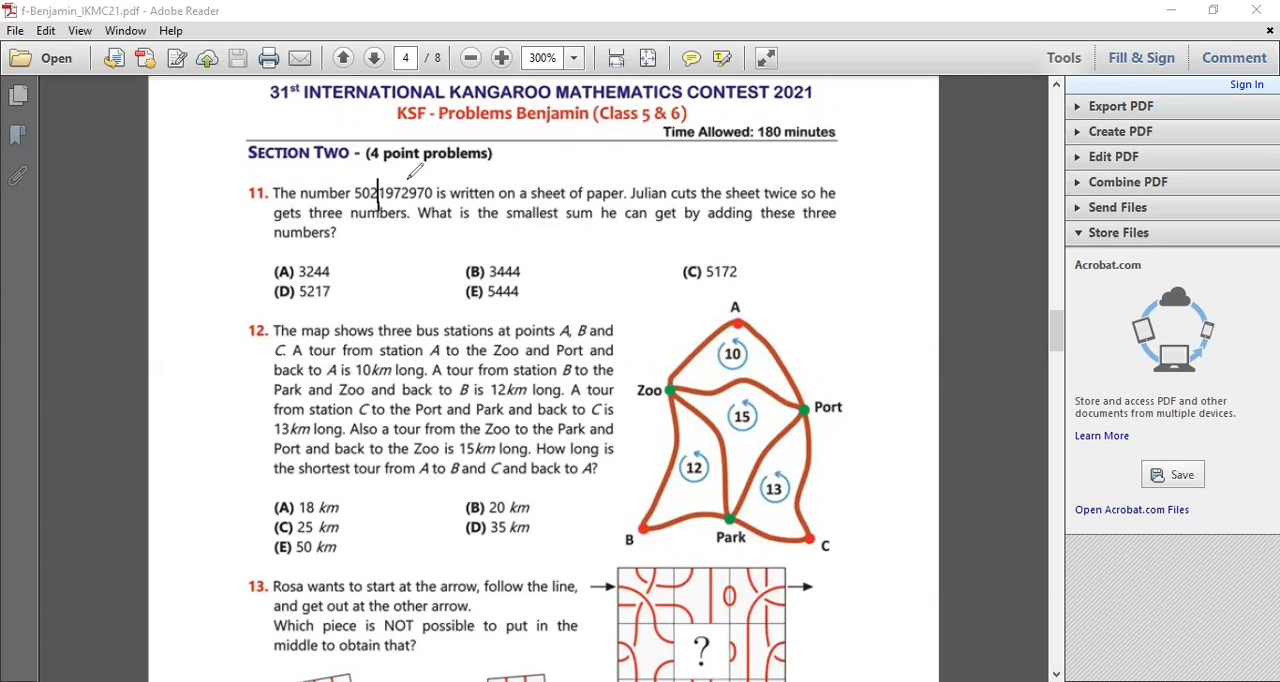 f-Benjamin_IKMC21.pdf - Adobe Reader
File Edit View Window Help
Open 4 / 8 300% Tools Fill & Sign Comment
Sign In
Export PDF
Create PDF
Edit PDF
Combine PDF
Send Files
Store Files
Acrobat.com
Store and access PDF and other
documents from multiple devices.
Learn More
Save
Open Acrobat.com Files
31st INTERNATIONAL KANGAROO MATHEMATICS CONTEST 2021
KSF - Problems Benjamin (Class 5 & 6)
Time Allowed: 180 minutes
SECTION TWO - (4 point problems)
11. The number 5021972970 is written on a sheet of paper. Julian cuts the sheet twice so he
gets three numbers. What is the smallest sum he can get by adding these three
numbers?
(A) 3244 (B) 3444 (C) 5172
(D) 5217 (E) 5444
12. The map shows three bus stations at points A, B and
C. A tour from station A to the Zoo and Port and
back to A is 10km long. A tour from station B to the
Park and Zoo and back to B is 12km long. A tour
from station C to the Port and Park and back to C is
13km long. Also a tour from the Zoo to the Park and
Port and back to the Zoo is 15km long. How long is
the shortest tour from A to B and C and back to A?
(A) 18 km (B) 20 km
(C) 25 km (D) 35 km
(E) 50 km
A
10
Zoo
Port
15
12
13
B
Park
C
13. Rosa wants to start at the arrow, follow the line,
and get out at the other arrow.
Which piece is NOT possible to put in the
middle to obtain that?
?